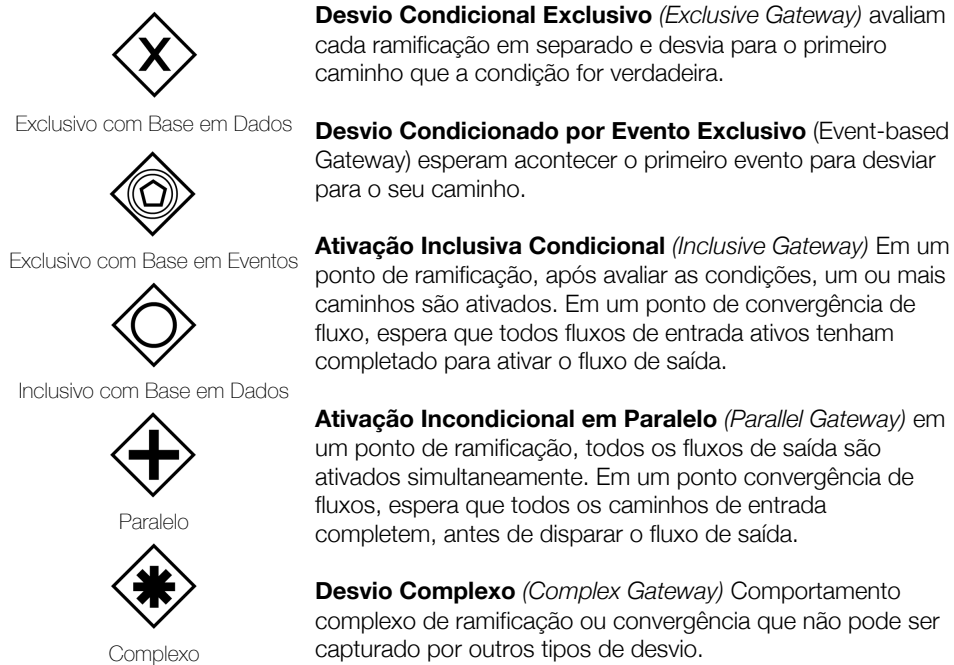 Desvio Condicional Exclusivo (Exclusive Gateway) avaliam
cada ramificação em separado e desvia para o primeiro
caminho que a condição for verdadeira.
X
Exclusivo com Base em Dados
Desvio Condicionado por Evento Exclusivo (Event-based
Gateway) esperam acontecer o primeiro evento para desviar
para o seu caminho.
Exclusivo com Base em Eventos
Ativação Inclusiva Condicional (Inclusive Gateway) Em um
ponto de ramificação, após avaliar as condições, um ou mais
caminhos são ativados. Em um ponto de convergência de
fluxo, espera que todos fluxos de entrada ativos tenham
completado para ativar o fluxo de saída.
Inclusivo com Base em Dados
Ativação Incondicional em Paralelo (Parallel Gateway) em
um ponto de ramificação, todos os fluxos de saída são
ativados simultaneamente. Em um ponto convergência de
fluxos, espera que todos os caminhos de entrada
completem, antes de disparar o fluxo de saída.
Paralelo
Desvio Complexo (Complex Gateway) Comportamento
complexo de ramificação ou convergência que não pode ser
capturado por outros tipos de desvio.
Complexo